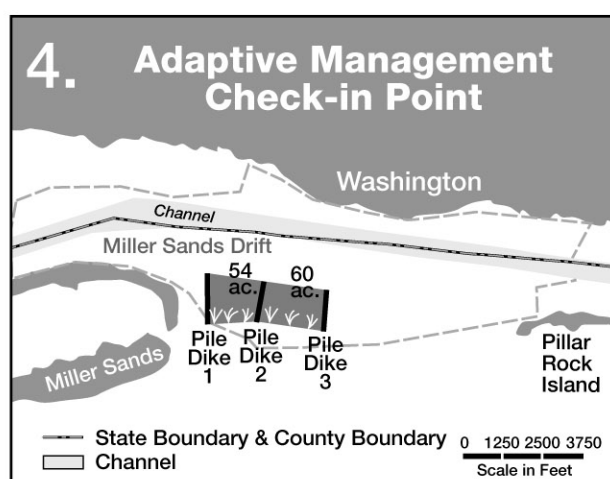 4.
Adaptive Management
Check-in Point
Washington
Channel
Miller Sands Drift
54
ac.
60
ac.
Pile
Dike
1
Pile
Dike
2
Pile
Dike
3
Miller Sands
Pillar
Rock
Island
State Boundary & County Boundary
Channel
0 1250 2500 3750
Scale in Feet